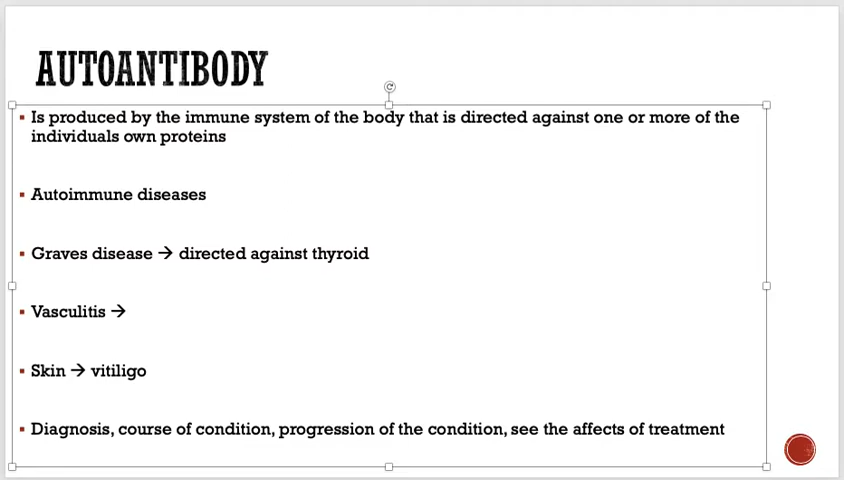 AUTOANTIBODY
▪ Is produced by the immune system of the body that is directed against one or more of the
individuals own proteins
▪ Autoimmune diseases
▪ Graves disease → directed against thyroid
▪ Vasculitis →
▪ Skin → vitiligo
▪ Diagnosis, course of condition, progression of the condition, see the affects of treatment